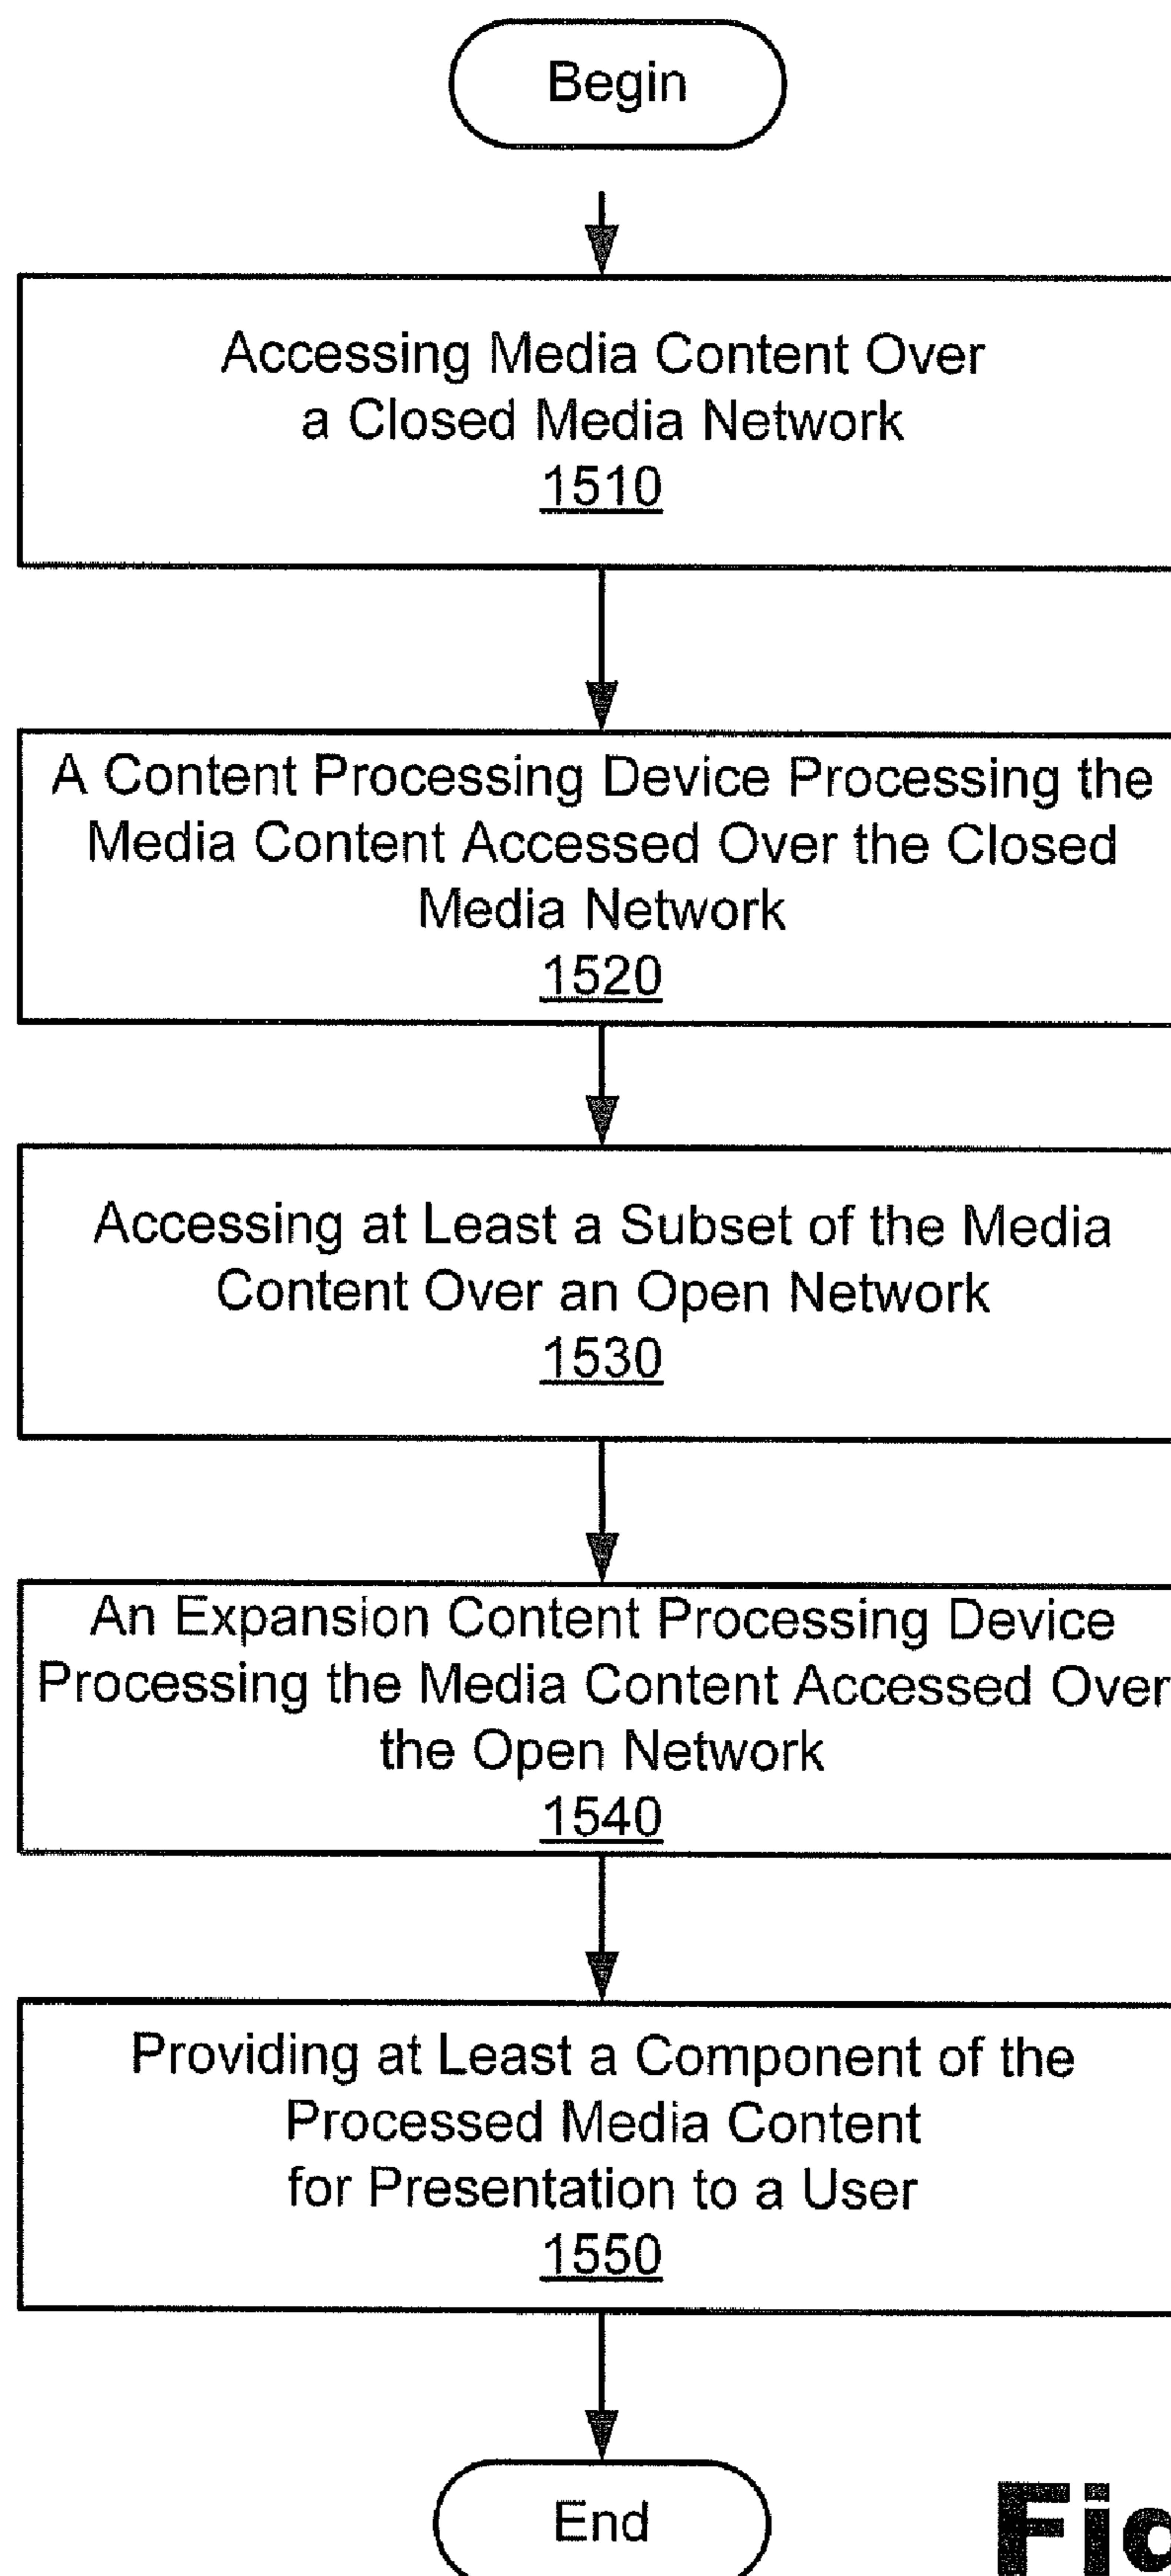 Begin
Accessing Media Content Over
a Closed Media Network
1510
A Content Processing Device Processing the
Media Content Accessed Over the Closed
Media Network
1520
Accessing at Least a Subset of the Media
Content Over an Open Network
1530
An Expansion Content Processing Device
Processing the Media Content Accessed Over
the Open Network
1540
Providing at Least a Component of the
Processed Media Content
for Presentation to a User
1550
End